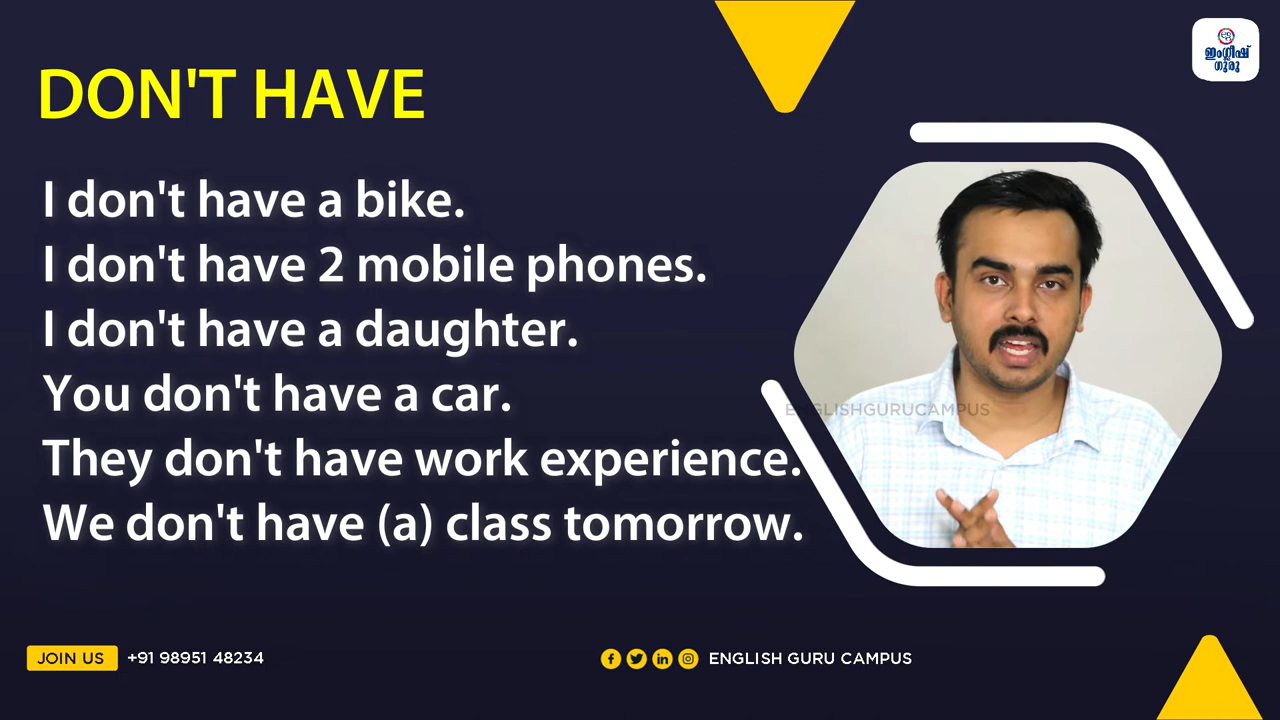 ഇംഗ്ലീഷ്
ഗുരു
DON'T HAVE
I don't have a bike.
I don't have 2 mobile phones.
I don't have a daughter.
You don't have a car.
They don't have work experience.
We don't have (a) class tomorrow.
ENGLISHGURUCAMPUS
JOIN US +91 98951 48234
ENGLISH GURU CAMPUS